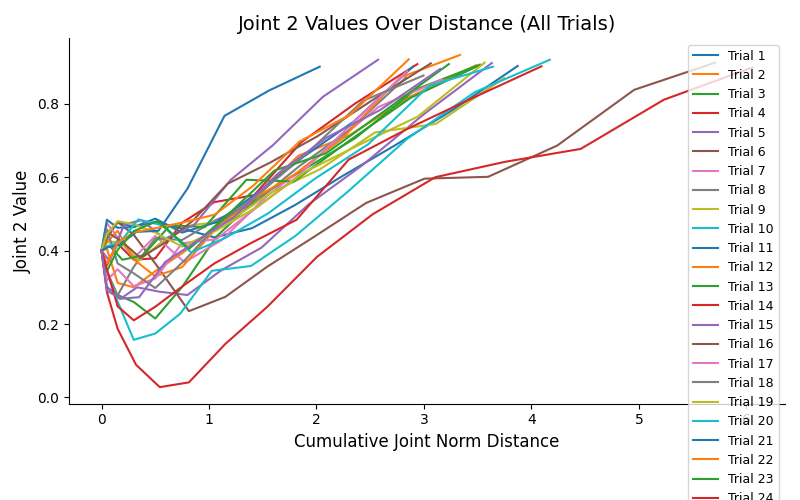 Joint 2 Values Over Distance (All Trials)
Joint 2 Value
0.8
0.6
0.4
0.2
0.0
0
1
2
3
4
5
Cumulative Joint Norm Distance
Trial 1
Trial 2
Trial 3
Trial 4
Trial 5
Trial 6
Trial 7
Trial 8
Trial 9
Trial 10
Trial 11
Trial 12
Trial 13
Trial 14
Trial 15
Trial 16
Trial 17
Trial 18
Trial 19
Trial 20
Trial 21
Trial 22
Trial 23
Trial 24